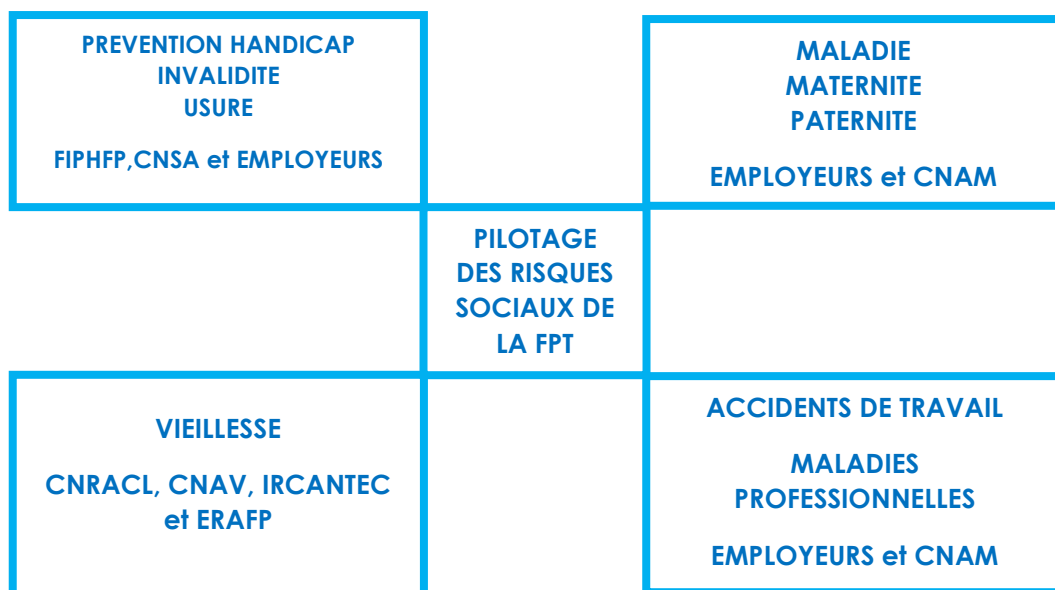 PREVENTION HANDICAP
INVALIDITE
USURE
FIPHFP,CNSA et EMPLOYEURS
MALADIE
MATERNITE
PATERNITE
EMPLOYEURS et CNAM
PILOTAGE
DES RISQUES
SOCIAUX DE
LA FPT
VIEILLESSE
CNRACL, CNAV, IRCANTEC
et ERAFP
ACCIDENTS DE TRAVAIL
MALADIES
PROFESSIONNELLES
EMPLOYEURS et CNAM